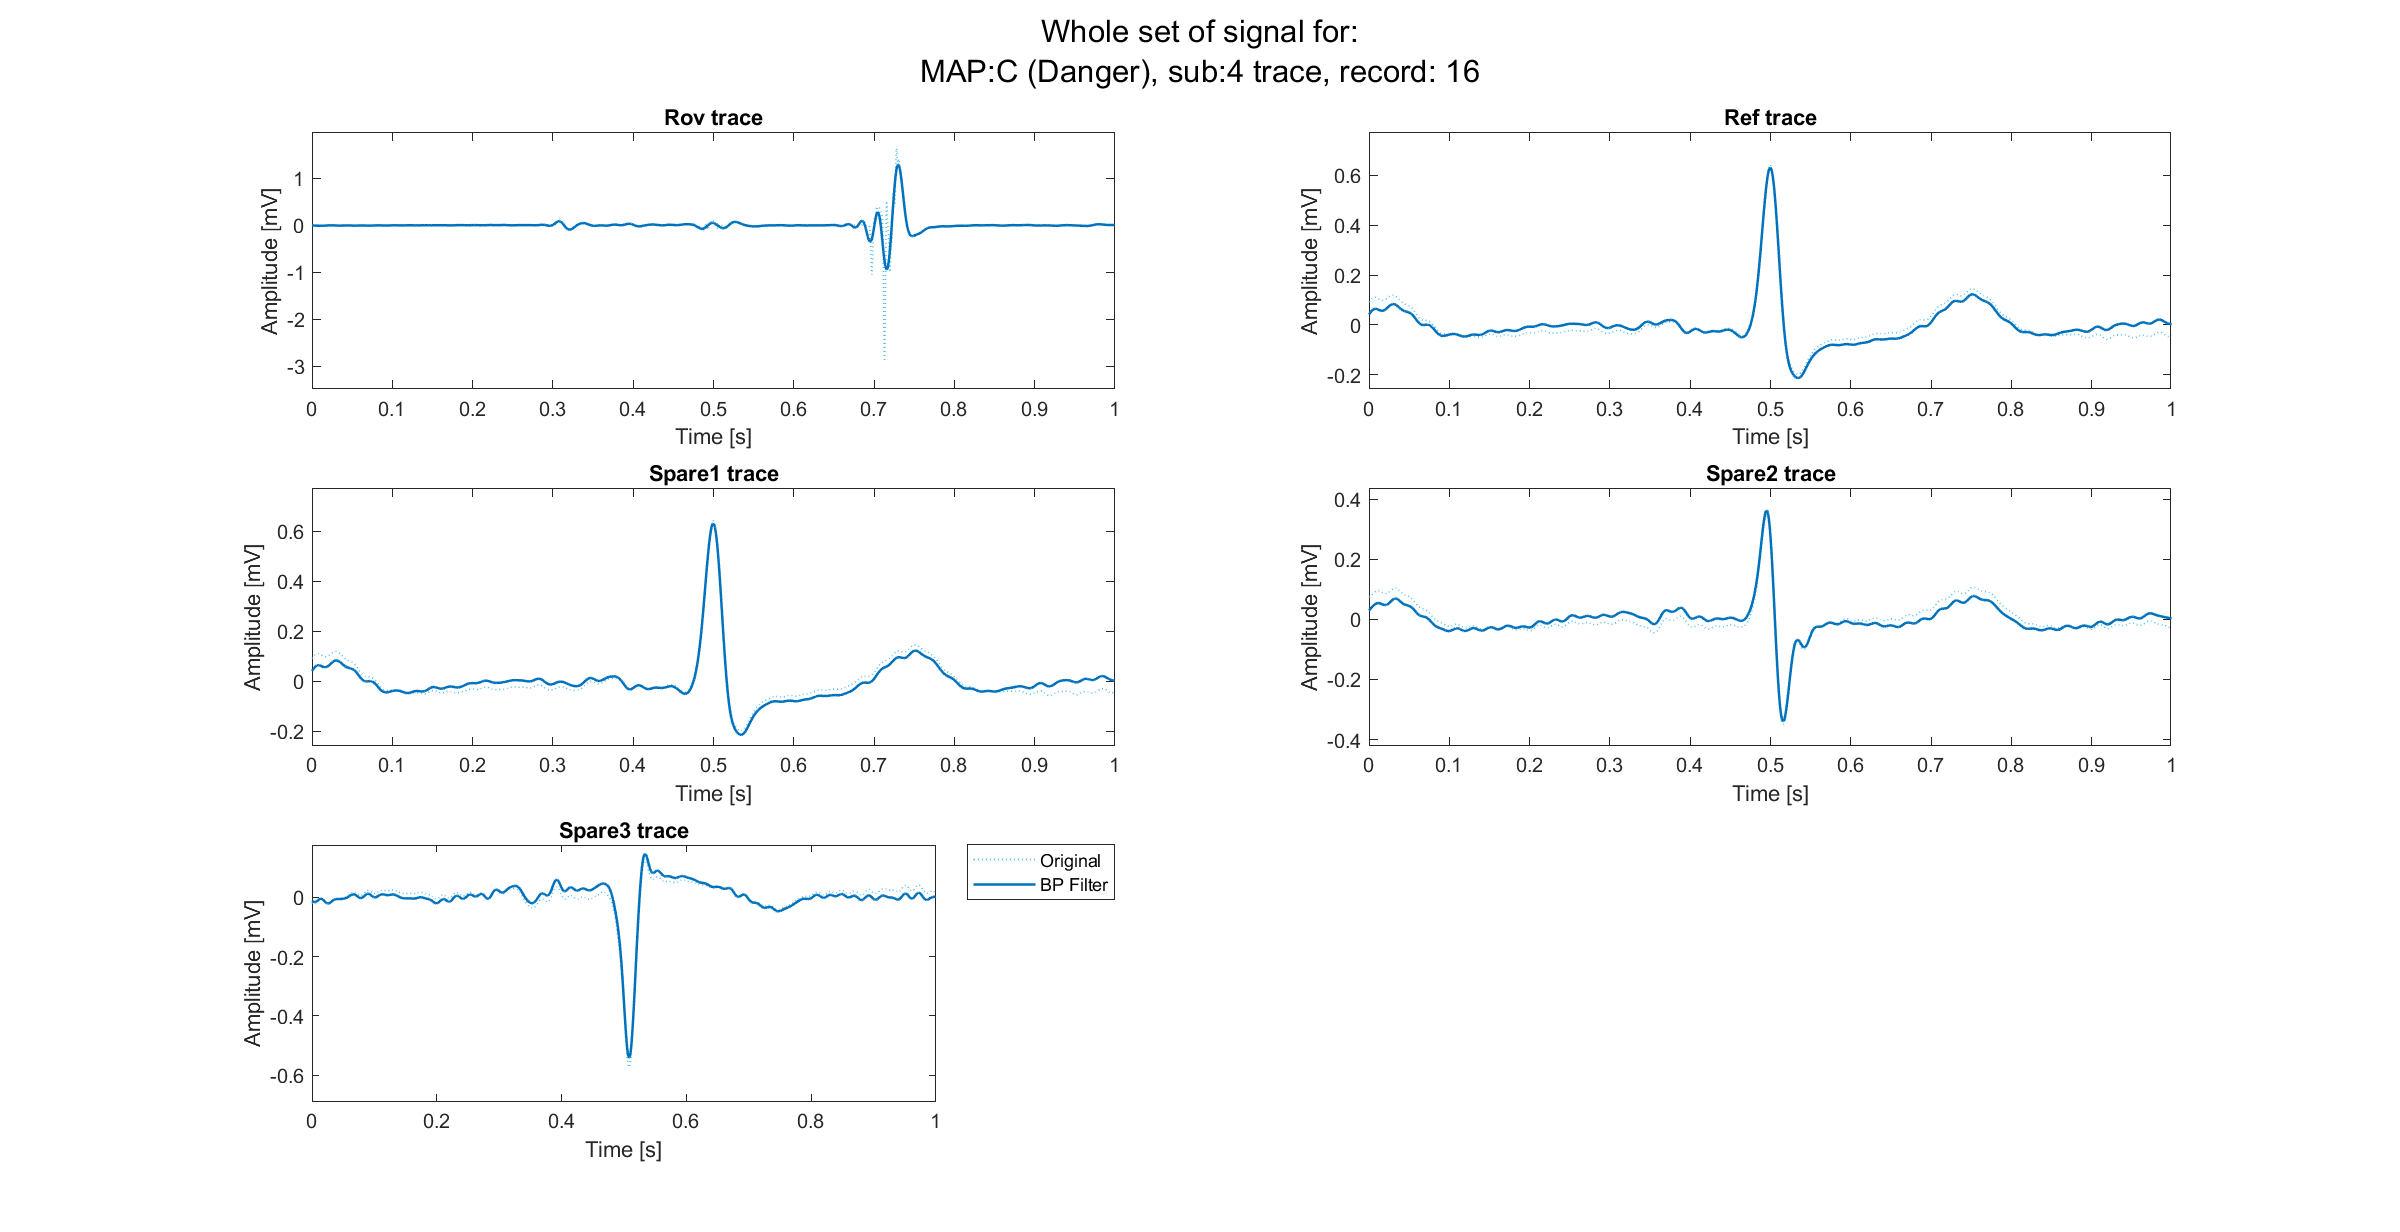 Whole set of signal for:
MAP:C (Danger), sub:4 trace, record: 16
Rov trace
Amplitude [mV]
1
0
-1
-2
-3
0 0.1 0.2 0.3 0.4 0.5 0.6 0.7 0.8 0.9 1
Time [s]
Ref trace
Amplitude [mV]
0.6
0.4
0.2
0
-0.2
0 0.1 0.2 0.3 0.4 0.5 0.6 0.7 0.8 0.9 1
Time [s]
Spare1 trace
Amplitude [mV]
0.6
0.4
0.2
0
-0.2
0 0.1 0.2 0.3 0.4 0.5 0.6 0.7 0.8 0.9 1
Time [s]
Spare2 trace
Amplitude [mV]
0.4
0.2
0
-0.2
-0.4
0 0.1 0.2 0.3 0.4 0.5 0.6 0.7 0.8 0.9 1
Time [s]
Spare3 trace
Amplitude [mV]
0
-0.2
-0.4
-0.6
0 0.2 0.4 0.6 0.8 1
Time [s]
Original
BP Filter